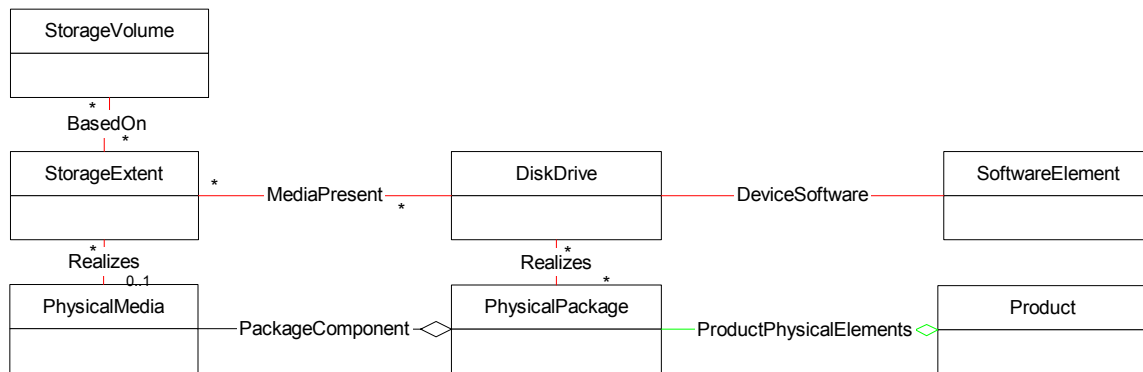 StorageVolume
*
BasedOn
*
StorageExtent
DiskDrive
SoftwareElement
*
MediaPresent
*
DeviceSoftware
*
Realizes
0..1
*
Realizes
*
PhysicalMedia
PhysicalPackage
Product
PackageComponent
ProductPhysicalElements